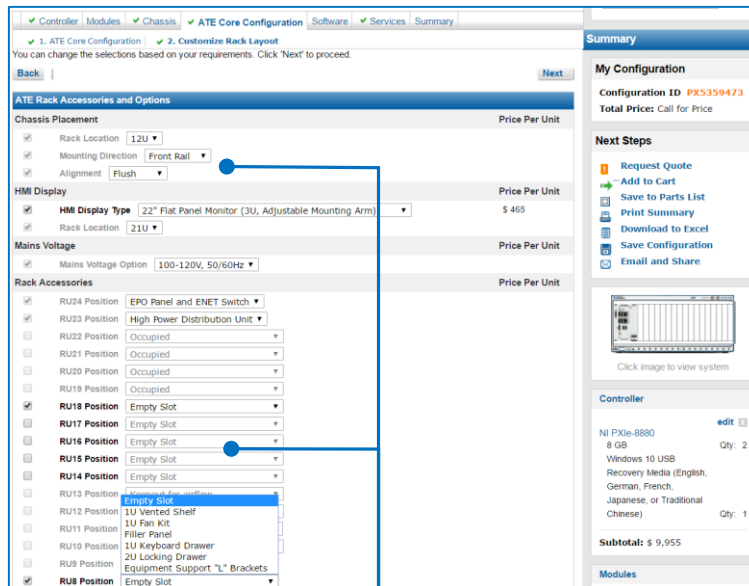 Controller Modules Chassis ATE Core Configuration Software Services Summary
1. ATE Core Configuration 2. Customize Rack Layout
You can change the selections based on your requirements. Click 'Next' to proceed.
Back | Next
ATE Rack Accessories and Options
Chassis Placement Price Per Unit
Rack Location 12U
Mounting Direction Front Rail
Alignment Flush
HMI Display Price Per Unit
HMI Display Type 22" Flat Panel Monitor (3U, Adjustable Mounting Arm) $ 465
Rack Location 21U
Mains Voltage Price Per Unit
Mains Voltage Option 100-120V, 50/60Hz
Rack Accessories Price Per Unit
RU24 Position EPO Panel and ENET Switch
RU23 Position High Power Distribution Unit
RU22 Position Occupied
RU21 Position Occupied
RU20 Position Occupied
RU19 Position Occupied
RU18 Position Empty Slot
RU17 Position Empty Slot
RU16 Position Empty Slot
RU15 Position Empty Slot
RU14 Position Empty Slot
RU13 Position Keepout for airflow
RU12 Position
RU11 Position
RU10 Position
RU9 Position
RU8 Position Empty Slot
Empty Slot
1U Vented Shelf
1U Fan Kit
Filler Panel
1U Keyboard Drawer
2U Locking Drawer
Equipment Support "L" Brackets
Summary
My Configuration
Configuration ID PX5359473
Total Price: Call for Price
Next Steps
Request Quote
Add to Cart
Save to Parts List
Print Summary
Download to Excel
Save Configuration
Email and Share
Click image to view system
Controller
edit
NI PXIe-8880
8 GB Qty: 2
Windows 10 USB
Recovery Media (English,
German, French,
Japanese, or Traditional
Chinese) Qty: 1
Subtotal: $ 9,955
Modules